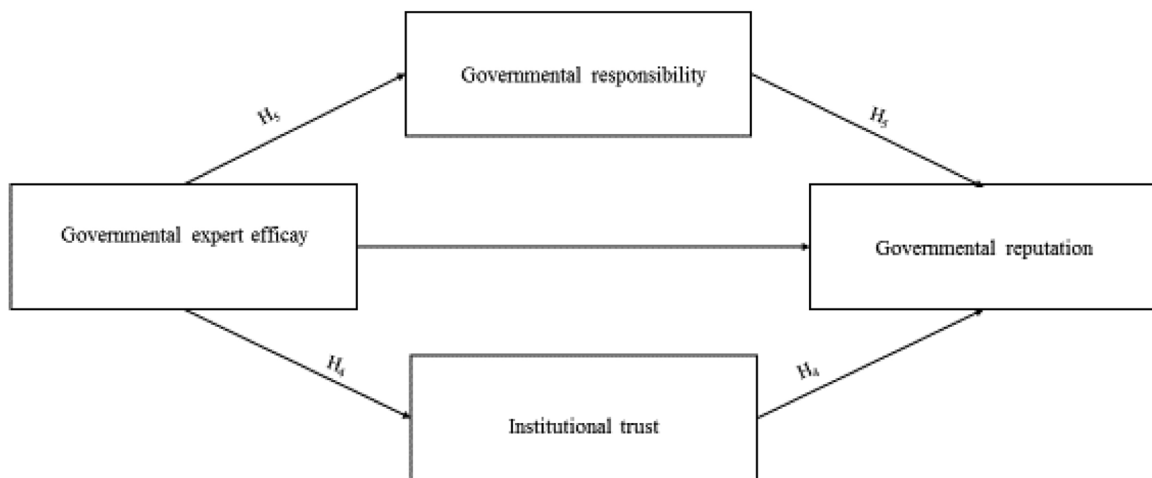 Governmental responsibility
H5
H5
Governmental expert efficay
Governmental reputation
H4
H4
Institutional trust